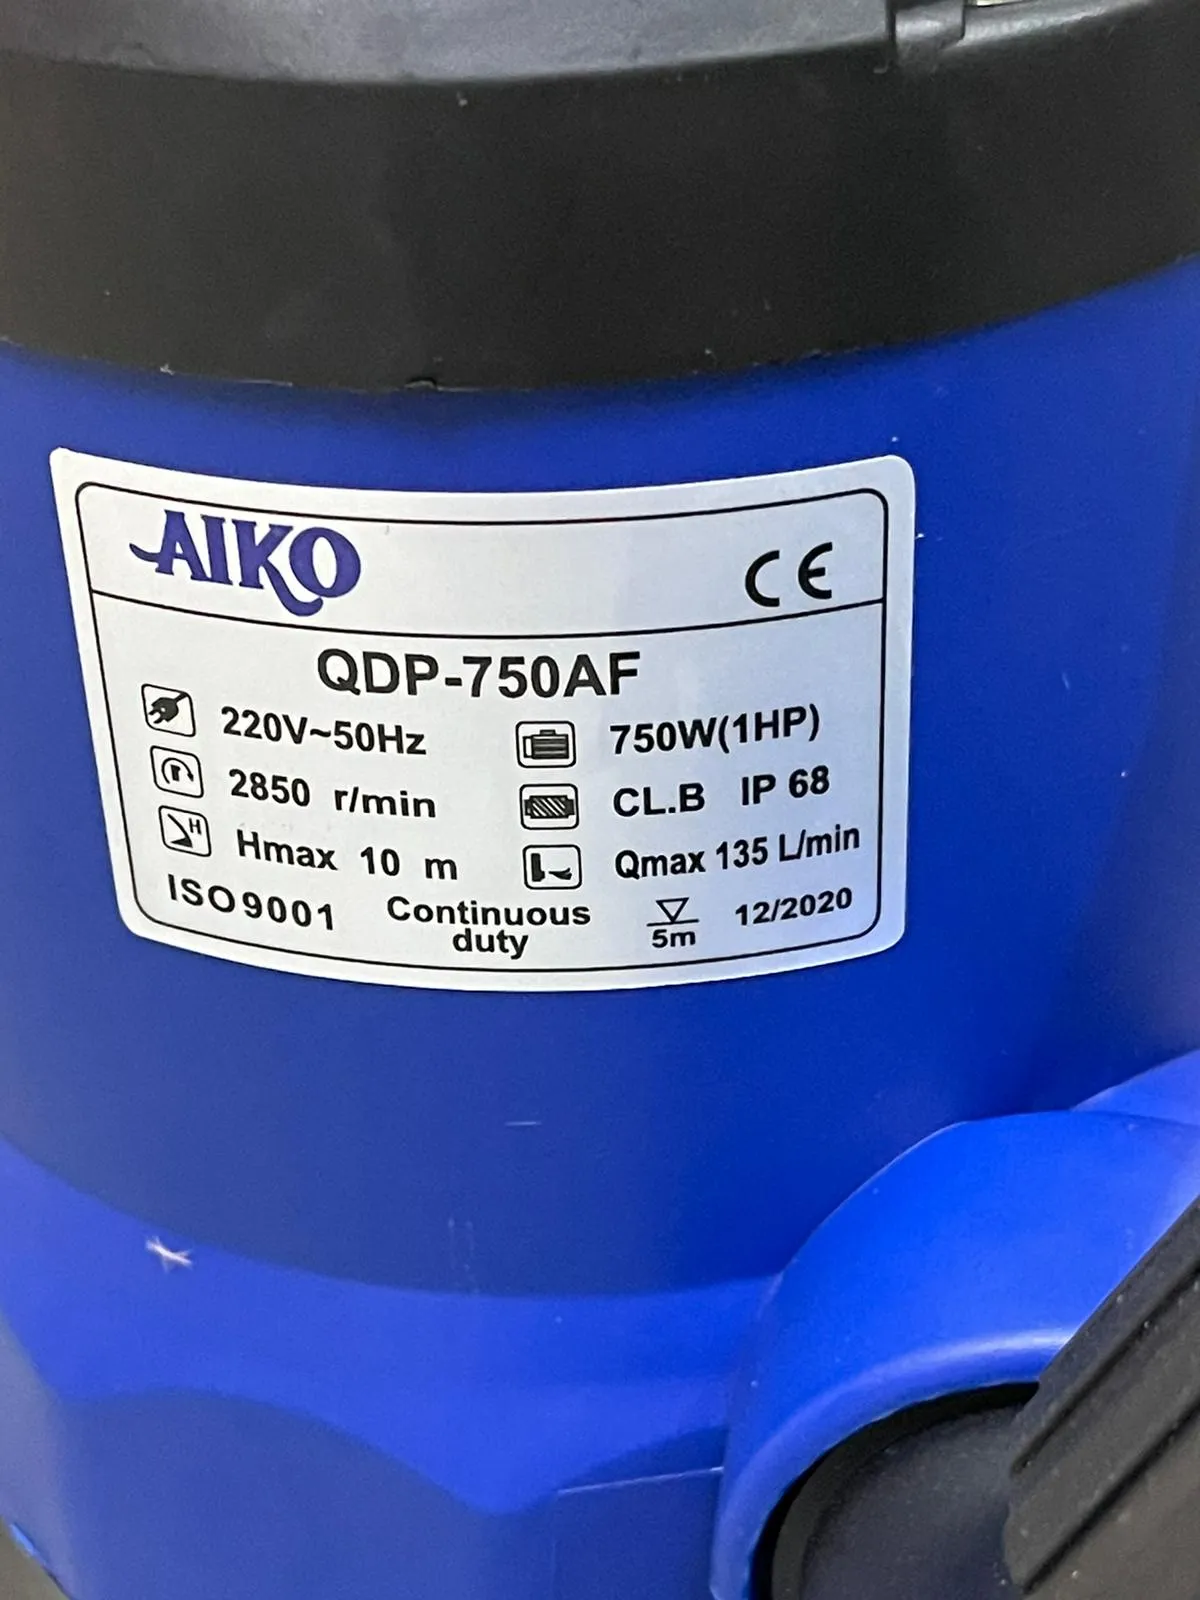 AIKO
CE
QDP-750AF
220V~50Hz 750W(1HP)
2850 r/min CL.B IP 68
H
Hmax 10 m Qmax 135 L/min
ISO9001 Continuous duty 5m 12/2020